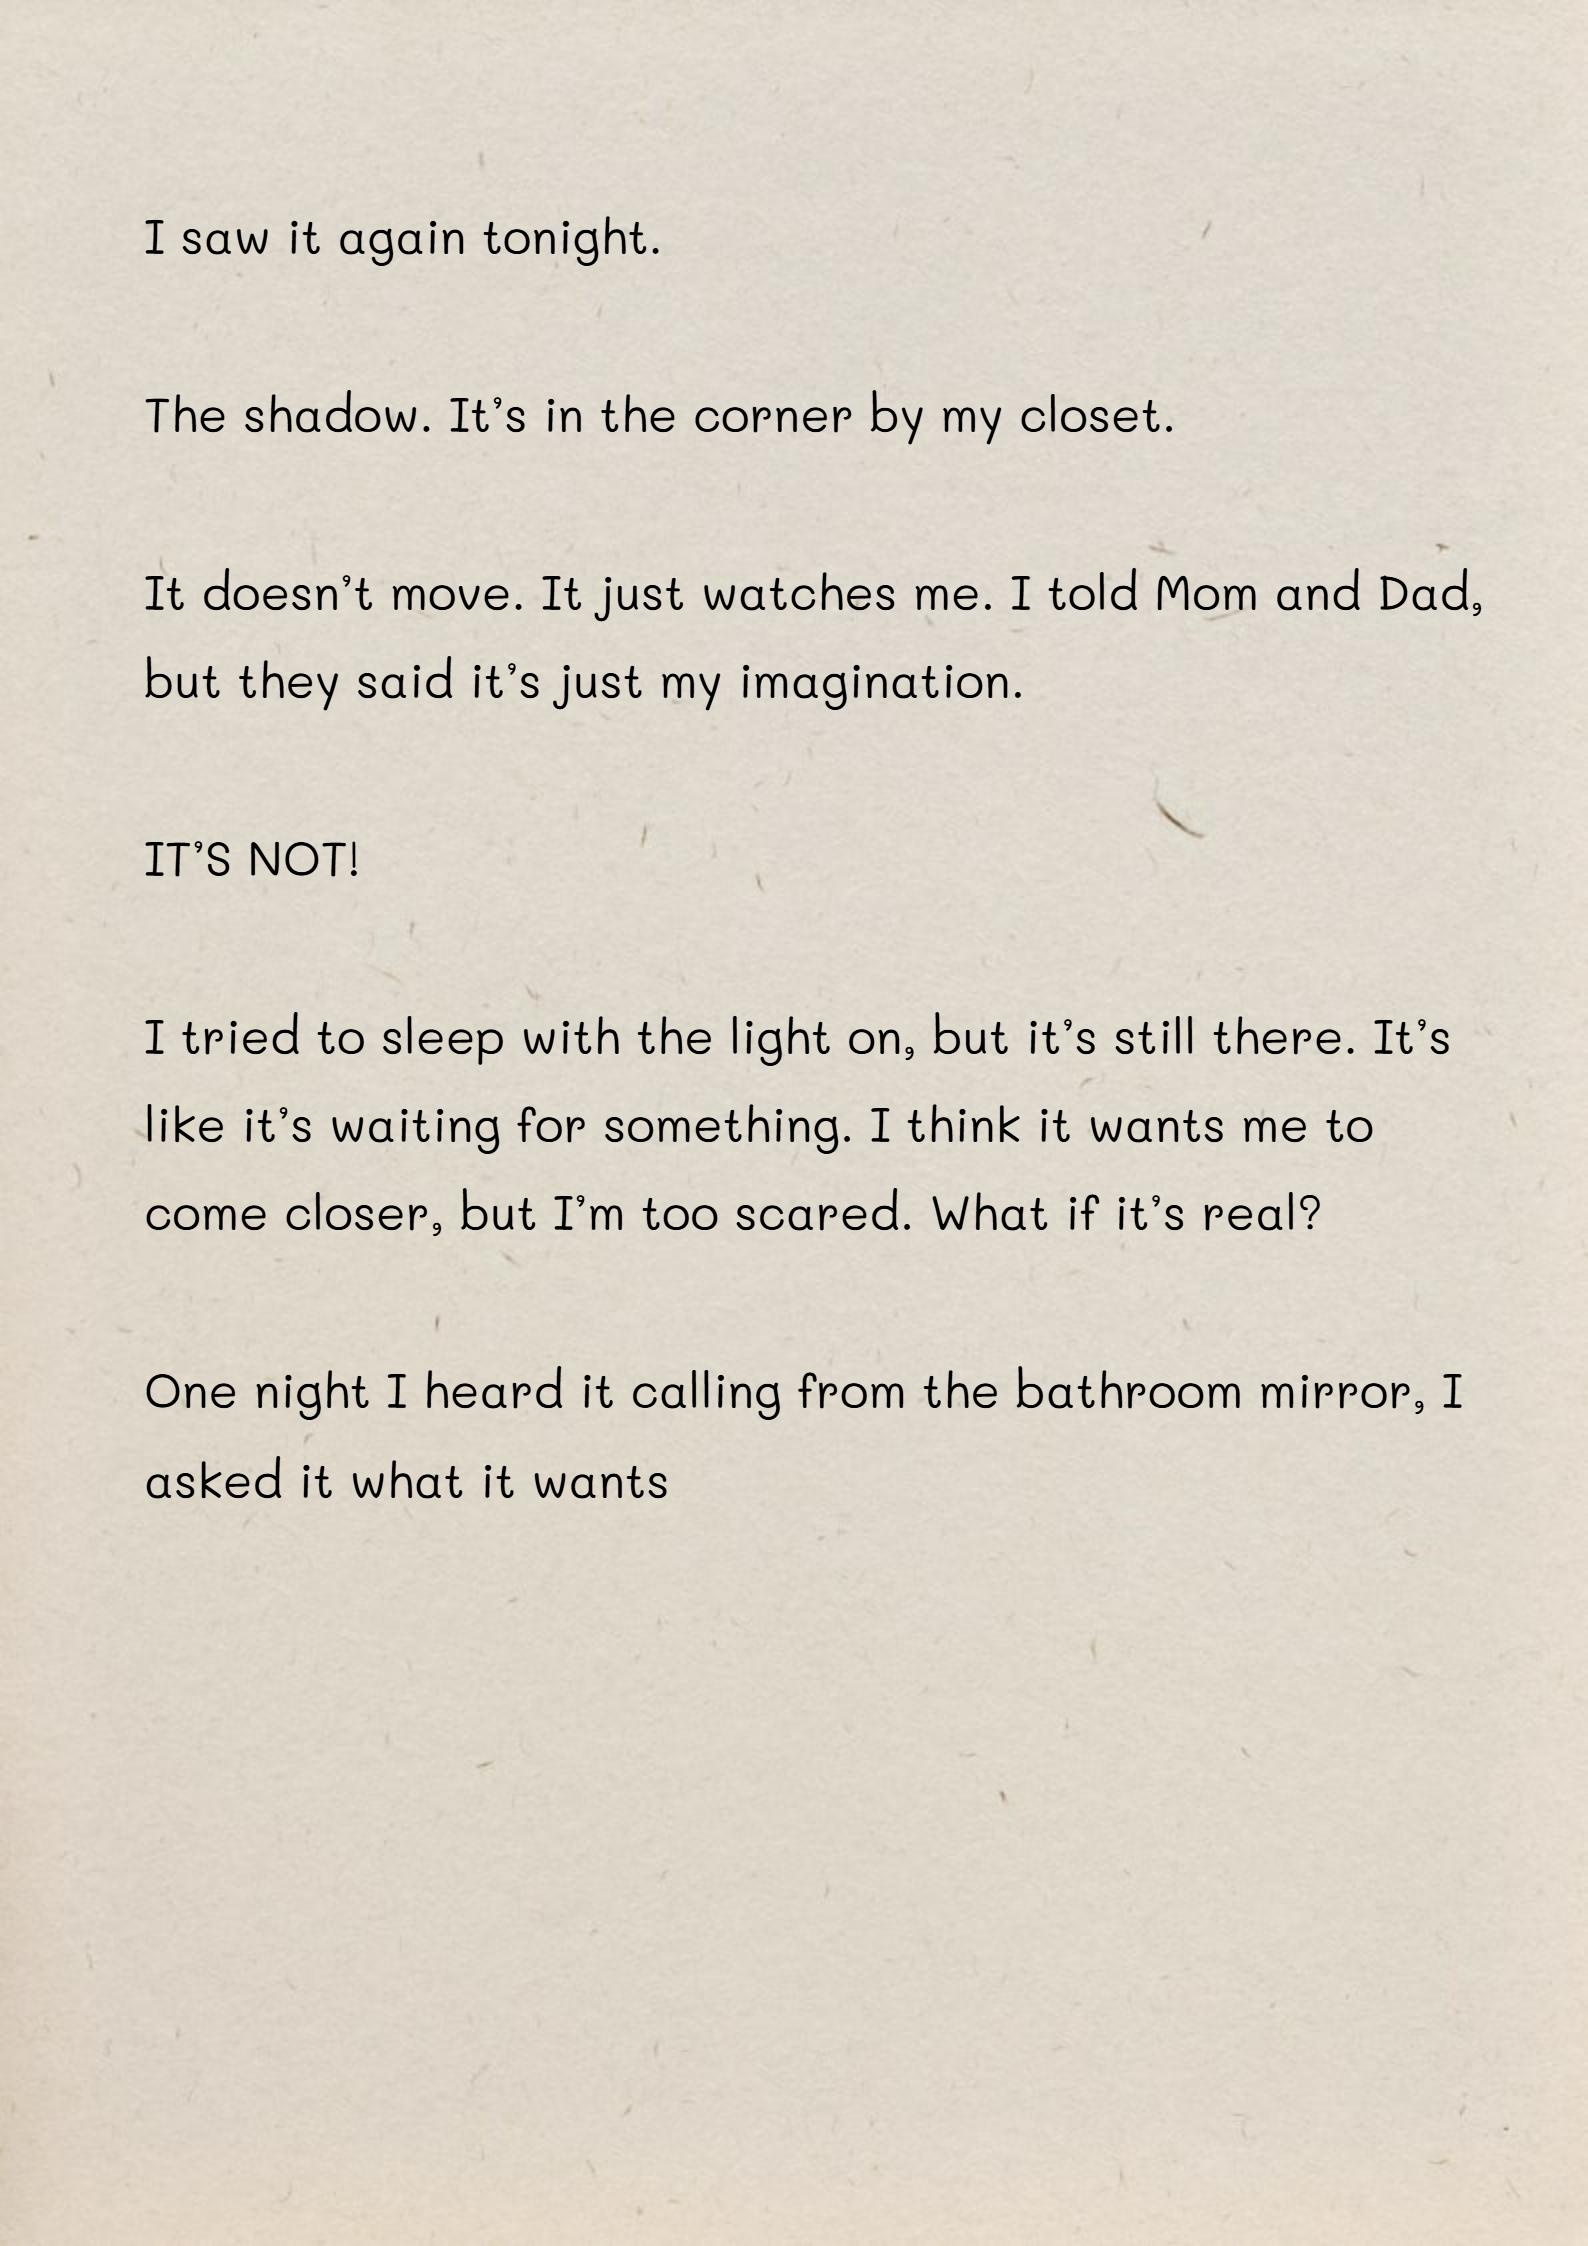 I saw it again tonight.
The shadow. It's in the corner by my closet.
It doesn't move. It just watches me. I told Mom and Dad,
but they said it's just my imagination.
IT'S NOT!
I tried to sleep with the light on, but it's still there. It's
like it's waiting for something. I think it wants me to
come closer, but I'm too scared. What if it's real?
One night I heard it calling from the bathroom mirror, I
asked it what it wants